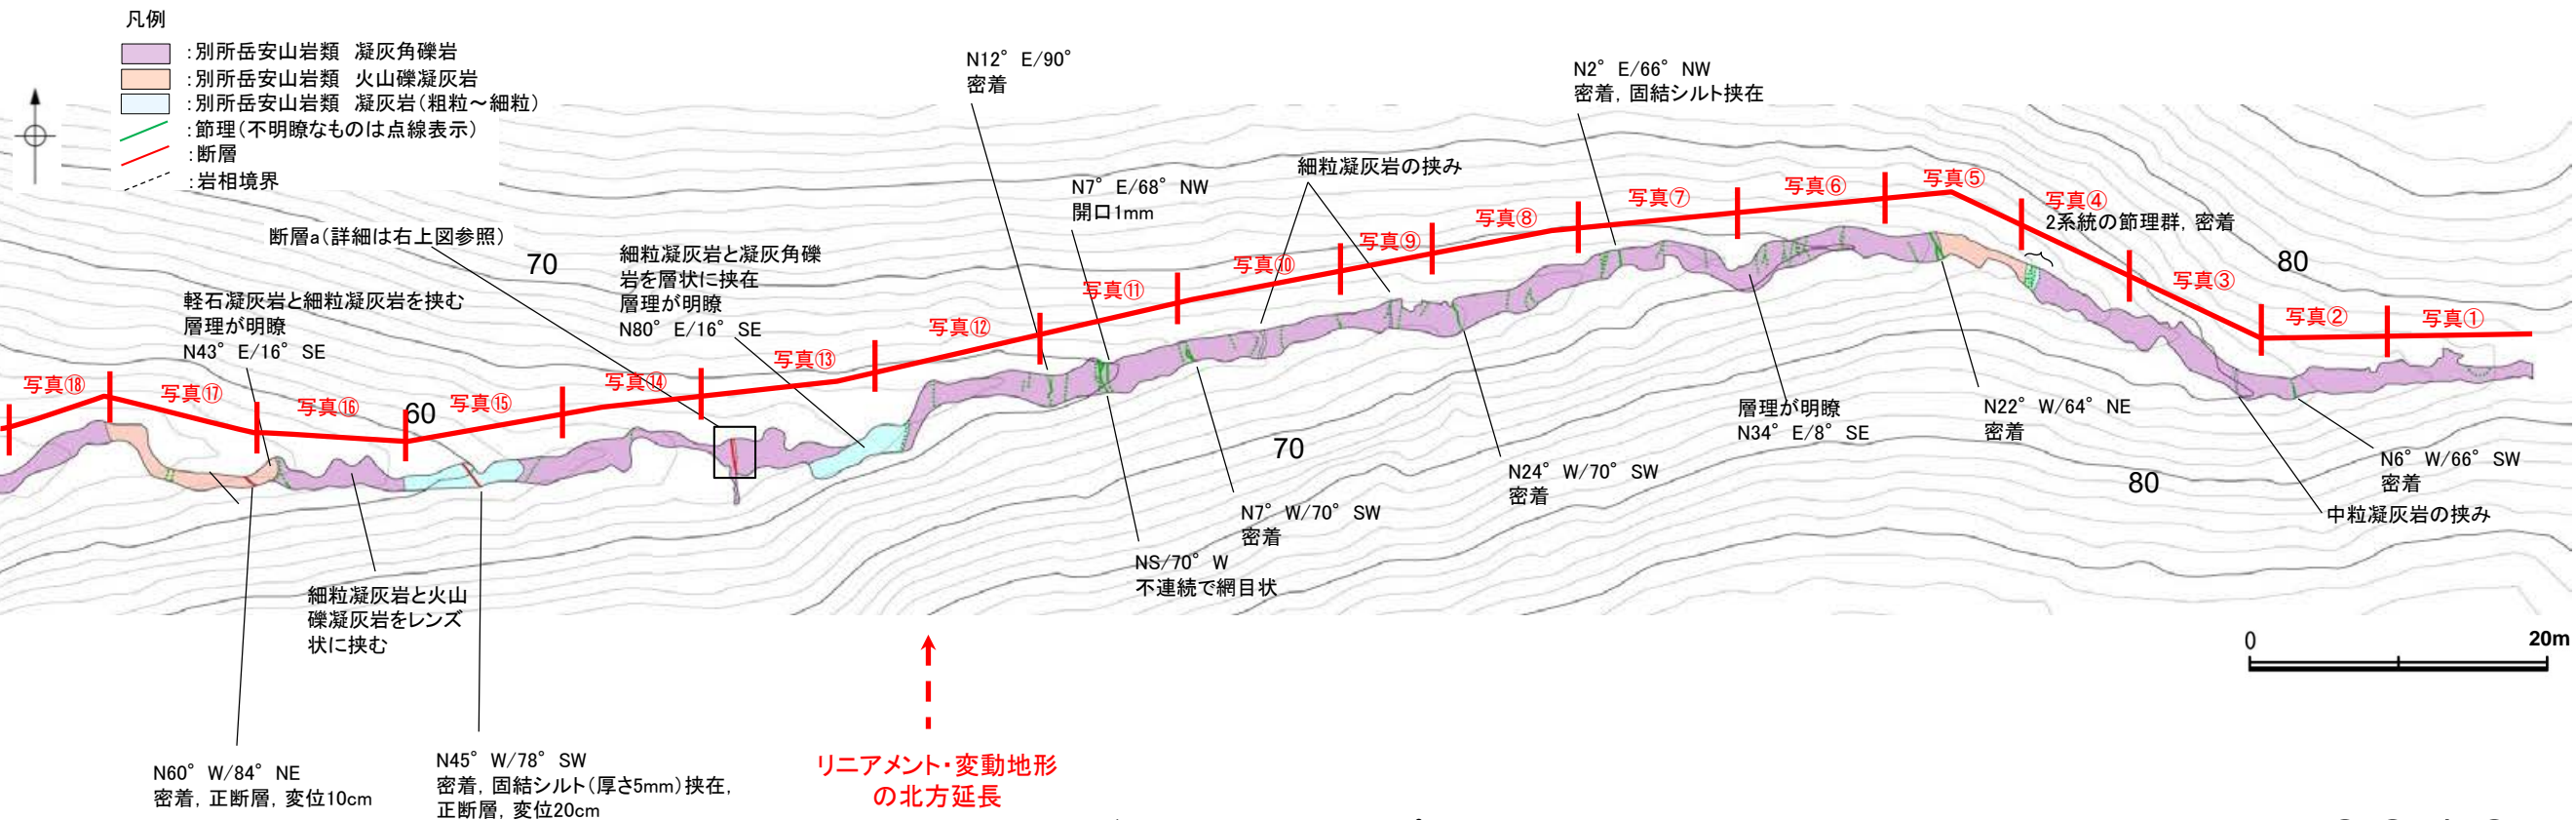 凡例
：別所岳安山岩類　凝灰角礫岩
：別所岳安山岩類　火山礫凝灰岩
：別所岳安山岩類　凝灰岩（粗粒～細粒）
：節理（不明瞭なものは点線表示）
：断層
：岩相境界
N12°E/90°
密着
N2°E/66°NW
密着，固結シルト挟在
N7°E/68°NW
開口1mm
細粒凝灰岩の挟み
断層a（詳細は右上図参照）
70
細粒凝灰岩と凝灰角礫
岩を層状に挟在
層理が明瞭
N80°E/16°SE
軽石凝灰岩と細粒凝灰岩を挟む
層理が明瞭
N43°E/16°SE
写真⑱
写真⑰
写真⑯
60
写真⑮
写真⑭
写真⑬
写真⑫
写真⑪
写真⑩
写真⑨
写真⑧
写真⑦
写真⑥
写真⑤
写真④
2系統の節理群，密着
写真③
80
写真②
写真①
層理が明瞭
N34°E/8°SE
N22°W/64°NE
密着
N6°W/66°SW
密着
中粒凝灰岩の挟み
80
70
N24°W/70°SW
密着
N7°W/70°SW
密着
NS/70°W
不連続で網目状
細粒凝灰岩と火山
礫凝灰岩をレンズ
状に挟む
N60°W/84°NE
密着，正断層，変位10cm
N45°W/78°SW
密着，固結シルト（厚さ5mm）挟在，
正断層，変位20cm
リニアメント・変動地形
の北方延長
0
20m